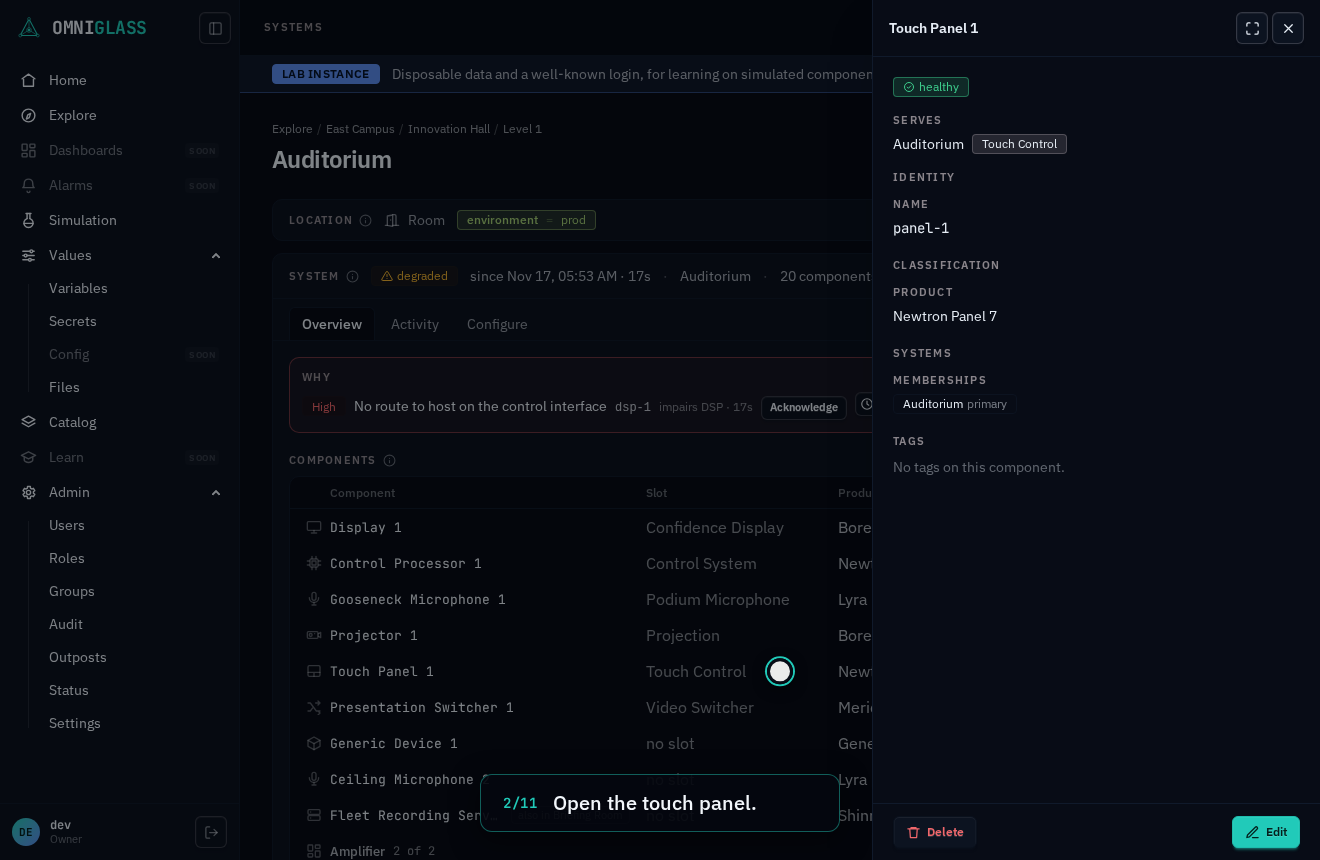 OMNIGLASS
SYSTEMS
Touch Panel 1
Home
Explore
Dashboards SOON
Alarms SOON
Simulation
Values
Variables
Secrets
Config SOON
Files
Catalog
Learn SOON
Admin
Users
Roles
Groups
Audit
Outposts
Status
Settings
DE dev
Owner
LAB INSTANCE Disposable data and a well-known login, for learning on simulated componen
Explore / East Campus / Innovation Hall / Level 1
Auditorium
LOCATION Room environment = prod
SYSTEM degraded since Nov 17, 05:53 AM · 17s · Auditorium · 20 components
Overview Activity Configure
WHY
High No route to host on the control interface dsp-1 impairs DSP · 17s Acknowledge
COMPONENTS
Component Slot Produ
Display 1 Confidence Display Bore
Control Processor 1 Control System Newt
Gooseneck Microphone 1 Podium Microphone Lyra
Projector 1 Projection Bore
Touch Panel 1 Touch Control Newt
Presentation Switcher 1 Video Switcher Meri
Generic Device 1 no slot Gene
Ceiling Microphone no slot Lyra
Fleet Recording Ser Shin
Amplifier 2 of 2
2/11 Open the touch panel.
healthy
SERVES
Auditorium Touch Control
IDENTITY
NAME
panel-1
CLASSIFICATION
PRODUCT
Newtron Panel 7
SYSTEMS
MEMBERSHIPS
Auditorium primary
TAGS
No tags on this component.
Delete Edit